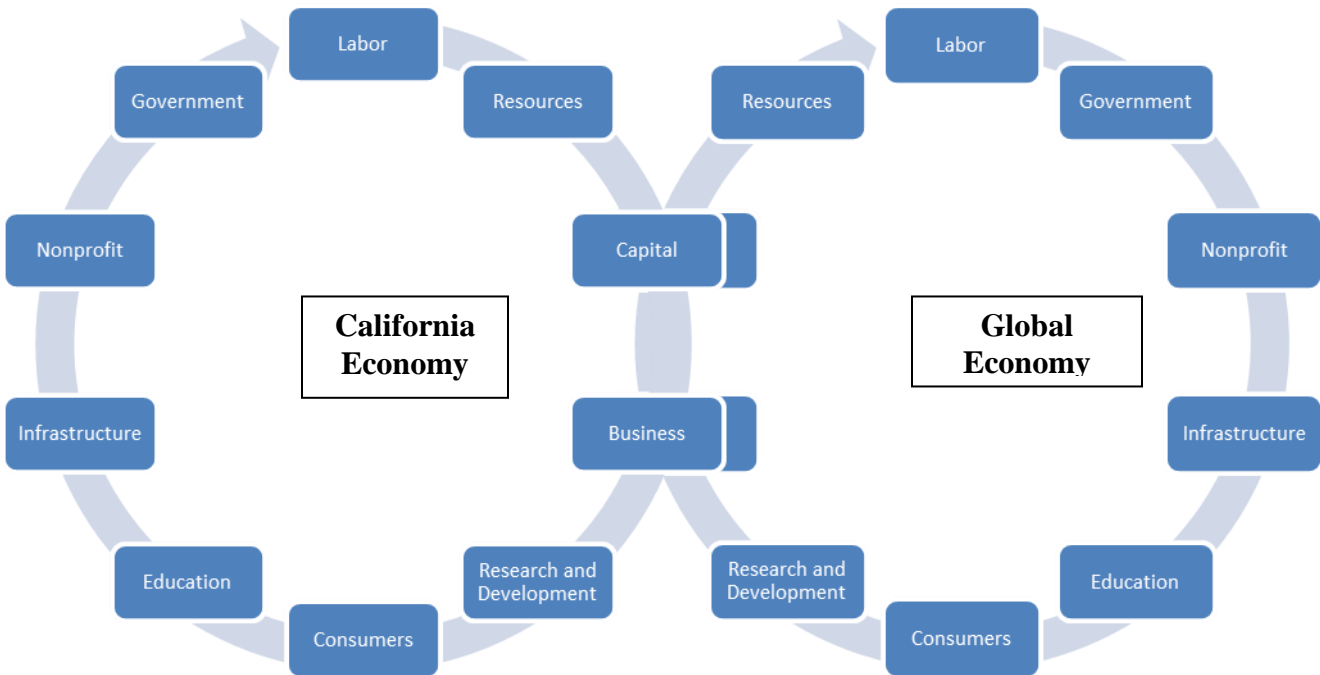 Labor
Resources
Capital
Business
Research and
Development
Consumers
Education
Infrastructure
Nonprofit
Government
California
Economy
Labor
Government
Nonprofit
Infrastructure
Education
Consumers
Research and
Development
Resources
Global
Economy